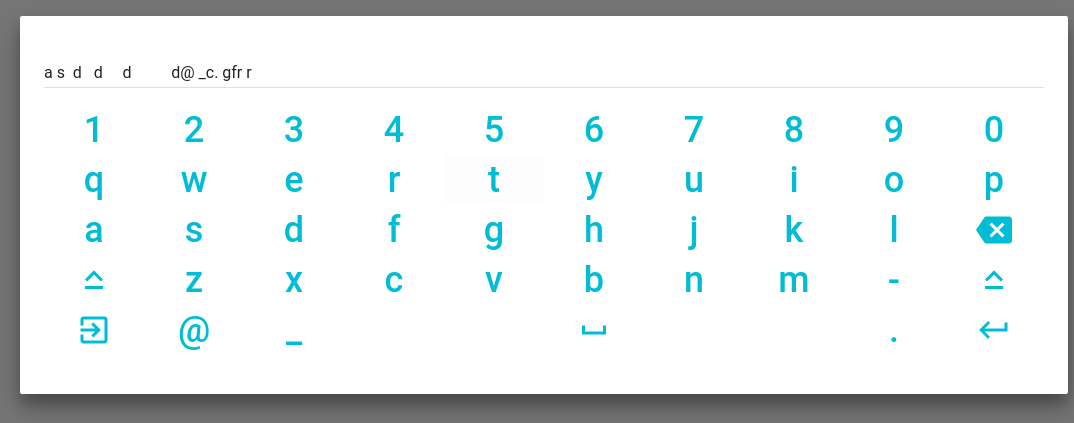 a s  d   d     d          d@ _c. gfr r
1 2 3 4 5 6 7 8 9 0
q w e r t y u i o p
a s d f g h j k l
z x c v b n m -
@ _ .